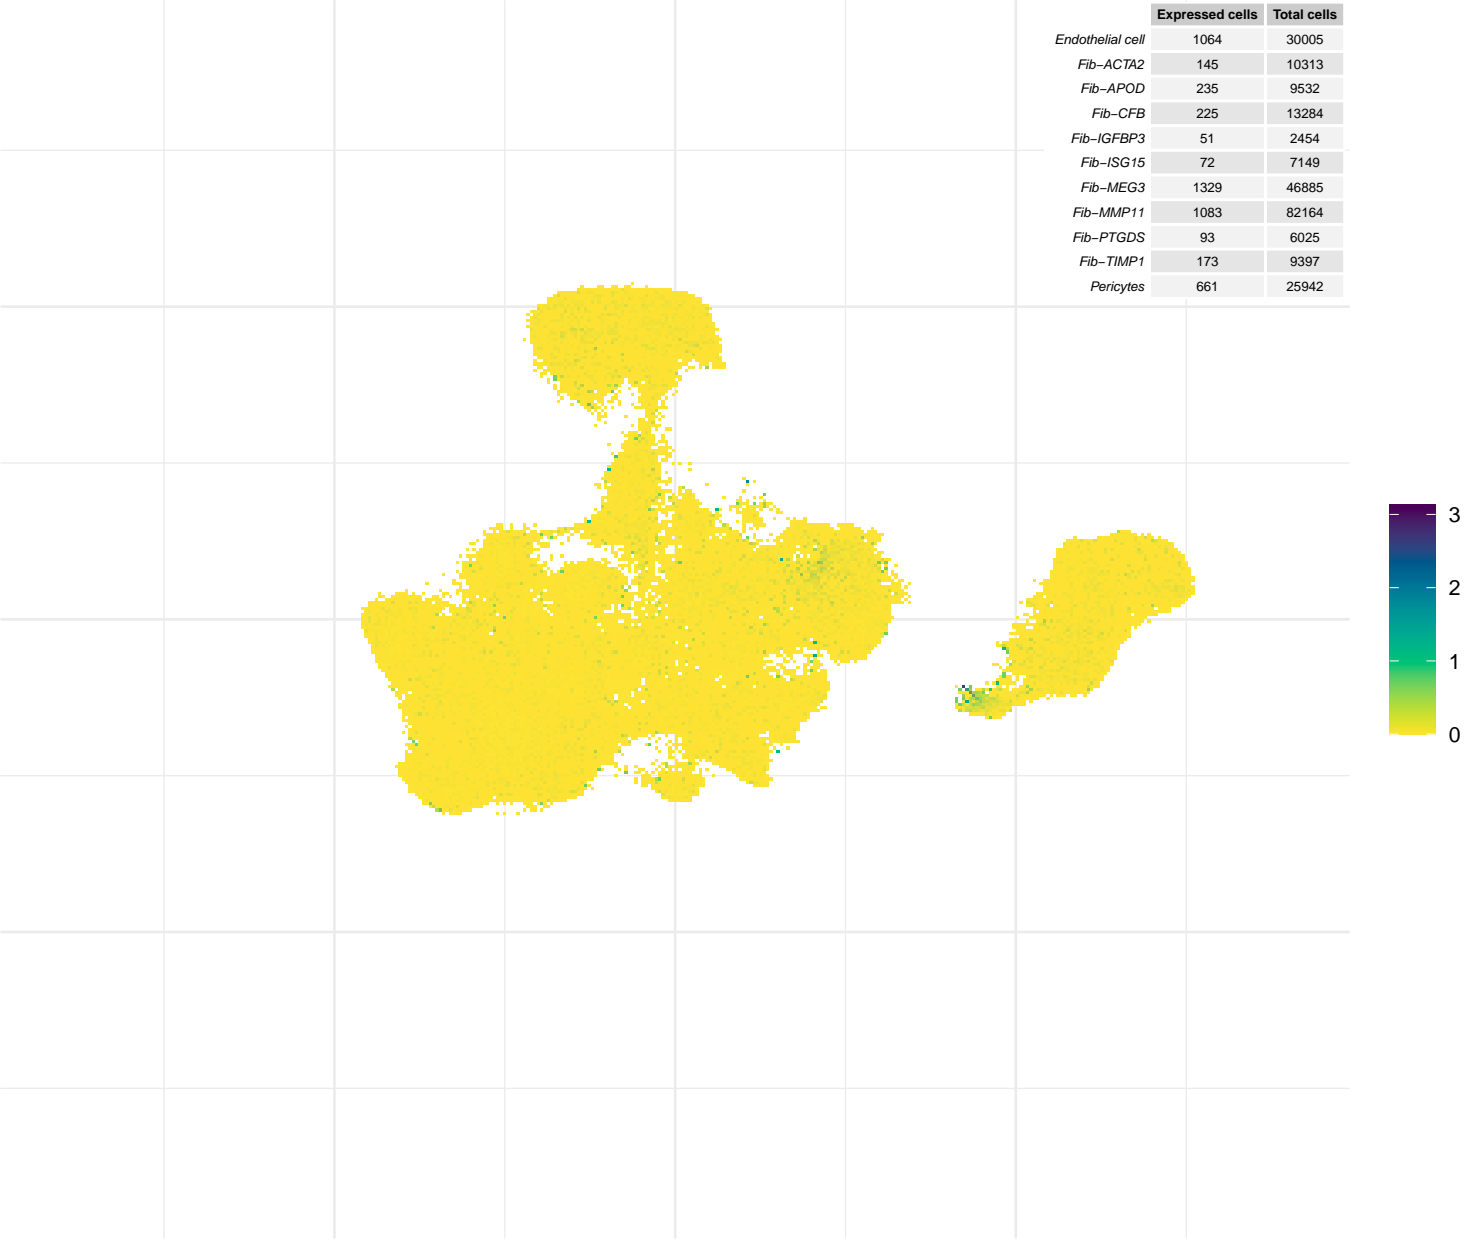 Expressed cells Total cells
Endothelial cell 1064 30005
Fib−ACTA2 145 10313
Fib−APOD 235 9532
Fib−CFB 225 13284
Fib−IGFBP3 51 2454
Fib−ISG15 72 7149
Fib−MEG3 1329 46885
Fib−MMP11 1083 82164
Fib−PTGDS 93 6025
Fib−TIMP1 173 9397
Pericytes 661 25942
3
2
1
0